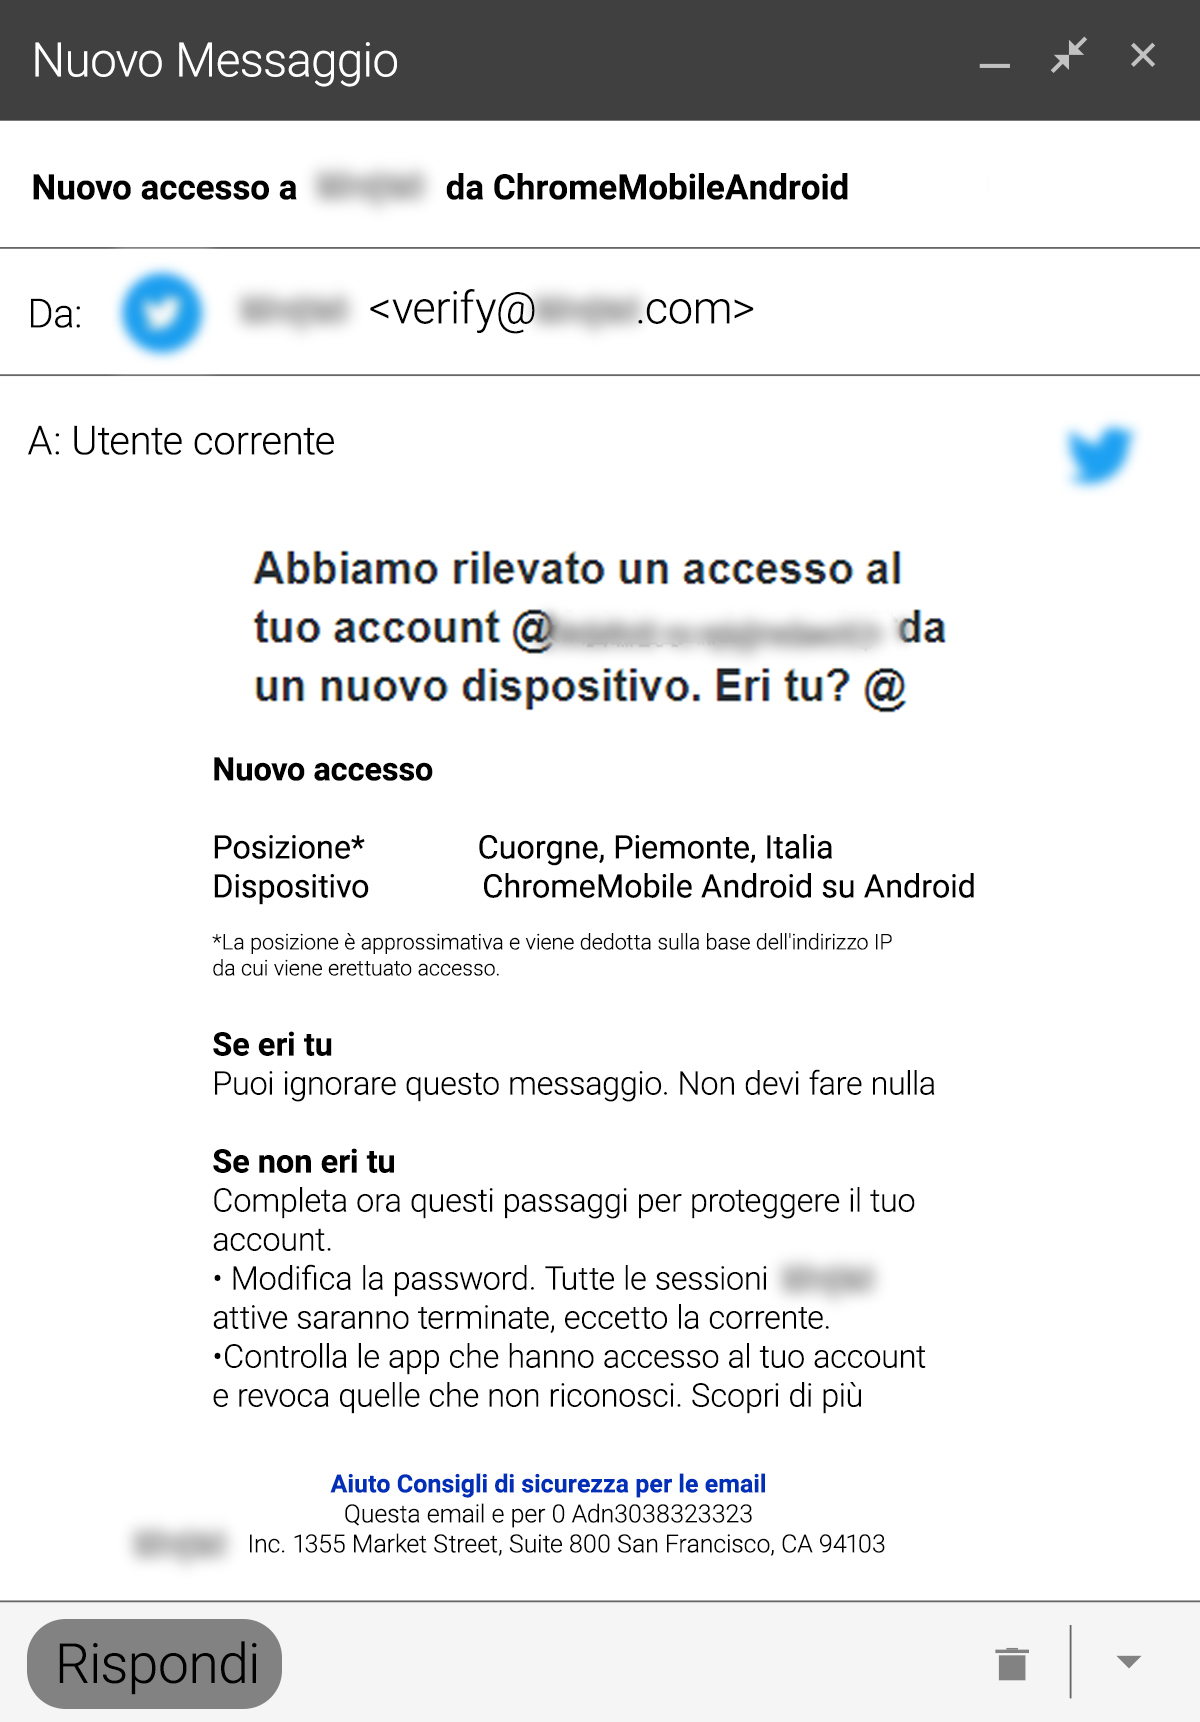 Nuovo Messaggio
Nuovo accesso a da ChromeMobileAndroid
Da: <verify@ .com>
A: Utente corrente
Abbiamo rilevato un accesso al
tuo account @ da
un nuovo dispositivo. Eri tu? @
Nuovo accesso
Posizione* Cuorgne, Piemonte, Italia
Dispositivo ChromeMobile Android su Android
*La posizione è approssimativa e viene dedotta sulla base dell'indirizzo IP
da cui viene erettuato accesso.
Se eri tu
Puoi ignorare questo messaggio. Non devi fare nulla
Se non eri tu
Completa ora questi passaggi per proteggere il tuo
account.
• Modifica la password. Tutte le sessioni
attive saranno terminate, eccetto la corrente.
•Controlla le app che hanno accesso al tuo account
e revoca quelle che non riconosci. Scopri di più
Aiuto Consigli di sicurezza per le email
Questa email e per 0 Adn3038323323
Inc. 1355 Market Street, Suite 800 San Francisco, CA 94103
Rispondi